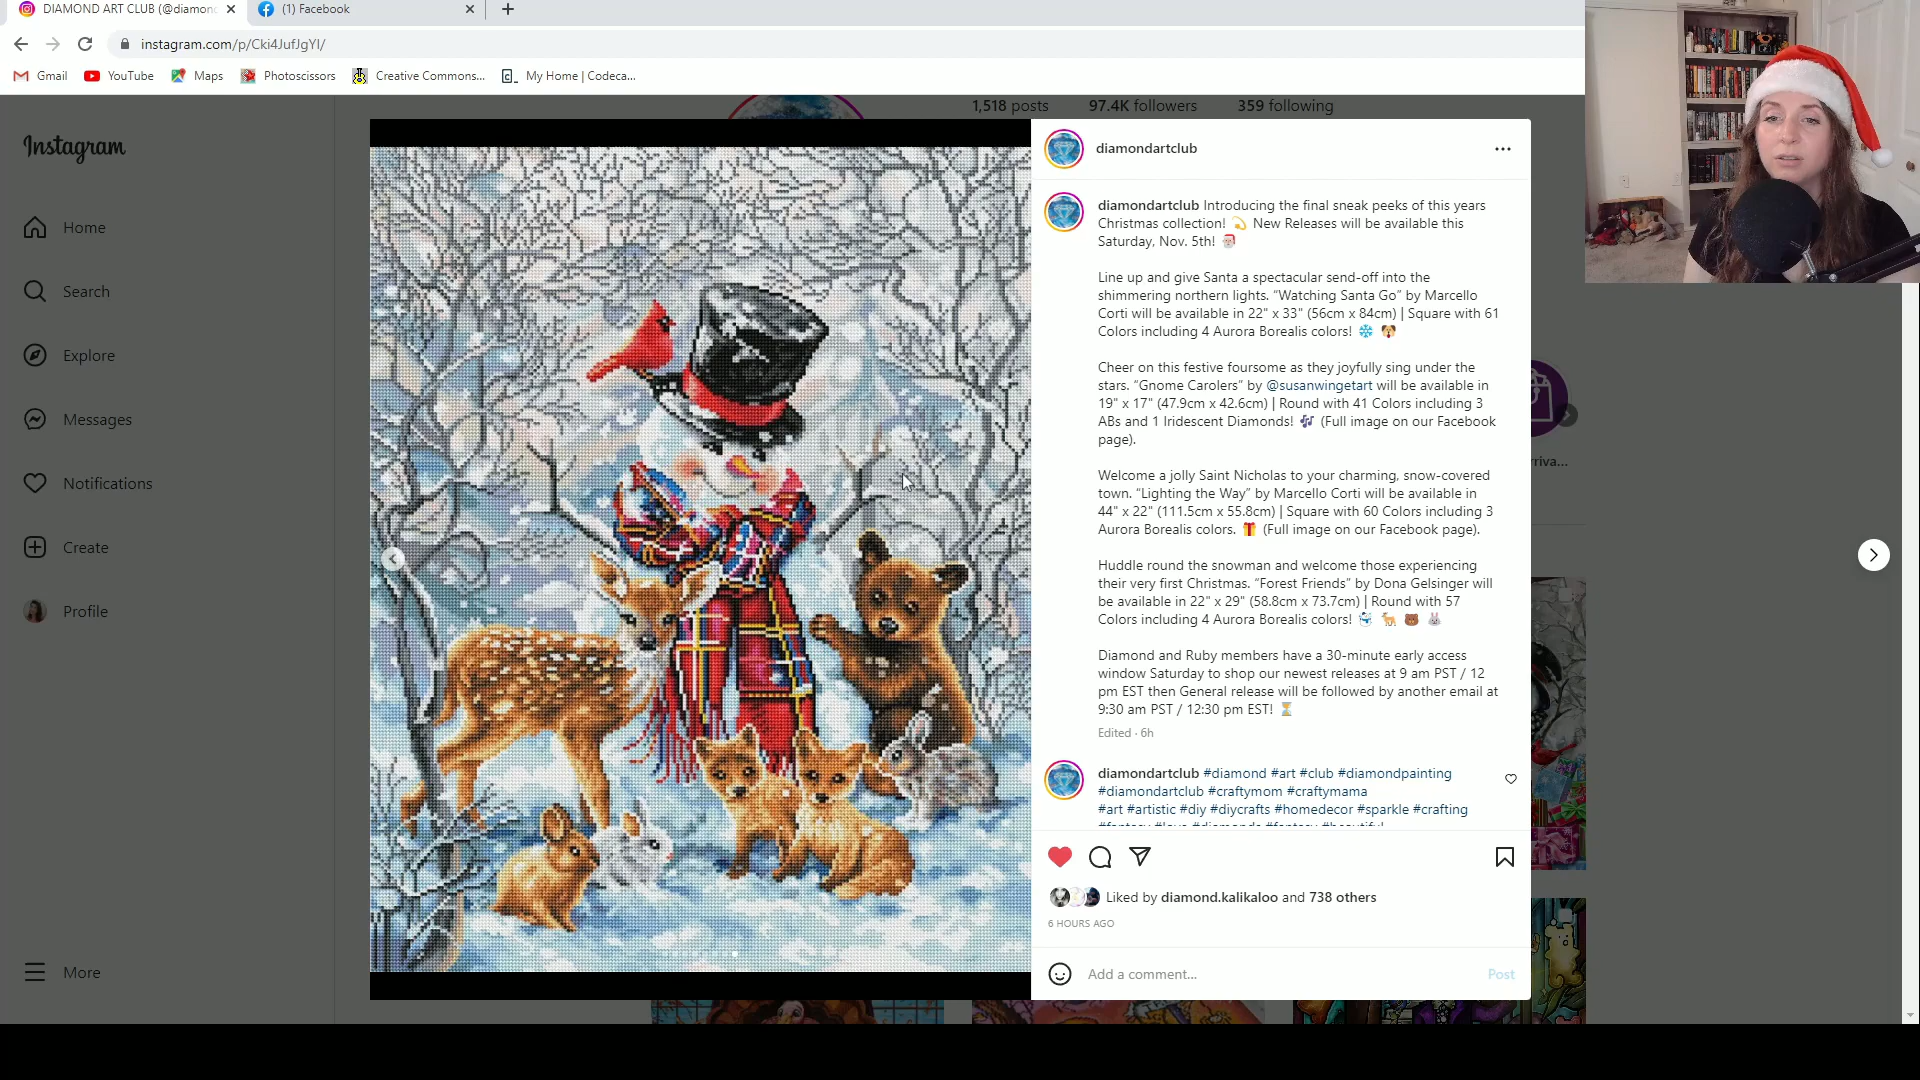 DIAMOND ART CLUB (@diamon
(1) Facebook
instagram.com/p/Cki4JufJgYI/
Gmail
YouTube
Maps
Photoscissors
Creative Commons...
My Home | Codeca...
1,518 posts
97.4K followers
359 following
Instagram
Home
Search
Explore
Messages
Notifications
Create
Profile
More
diamondartclub
diamondartclub Introducing the final sneak peeks of this years
Christmas collection! 💫 New Releases will be available this
Saturday, Nov. 5th! 🎅
Line up and give Santa a spectacular send-off into the
shimmering northern lights. “Watching Santa Go” by Marcello
Corti will be available in 22" x 33" (56cm x 84cm) | Square with 61
Colors including 4 Aurora Borealis colors! ❄️ 🐶
Cheer on this festive foursome as they joyfully sing under the
stars. “Gnome Carolers” by @susanwingetart will be available in
19" x 17" (47.9cm x 42.6cm) | Round with 41 Colors including 3
ABs and 1 Iridescent Diamonds! 🎶 (Full image on our Facebook
page).
Welcome a jolly Saint Nicholas to your charming, snow-covered
town. “Lighting the Way” by Marcello Corti will be available in
44" x 22" (111.5cm x 55.8cm) | Square with 60 Colors including 3
Aurora Borealis colors. 🎁 (Full image on our Facebook page).
Huddle round the snowman and welcome those experiencing
their very first Christmas. “Forest Friends” by Dona Gelsinger will
be available in 22" x 29" (58.8cm x 73.7cm) | Round with 57
Colors including 4 Aurora Borealis colors! ⛄ 🦌 🐻 🐰
Diamond and Ruby members have a 30-minute early access
window Saturday to shop our newest releases at 9 am PST / 12
pm EST then General release will be followed by another email at
9:30 am PST / 12:30 pm EST! ⏳
Edited · 6h
diamondartclub #diamond #art #club #diamondpainting
#diamondartclub #craftymom #craftymama
#art #artistic #diy #diycrafts #homedecor #sparkle #crafting
Liked by diamond.kalikaloo and 738 others
6 HOURS AGO
Add a comment...
Post
rriva...